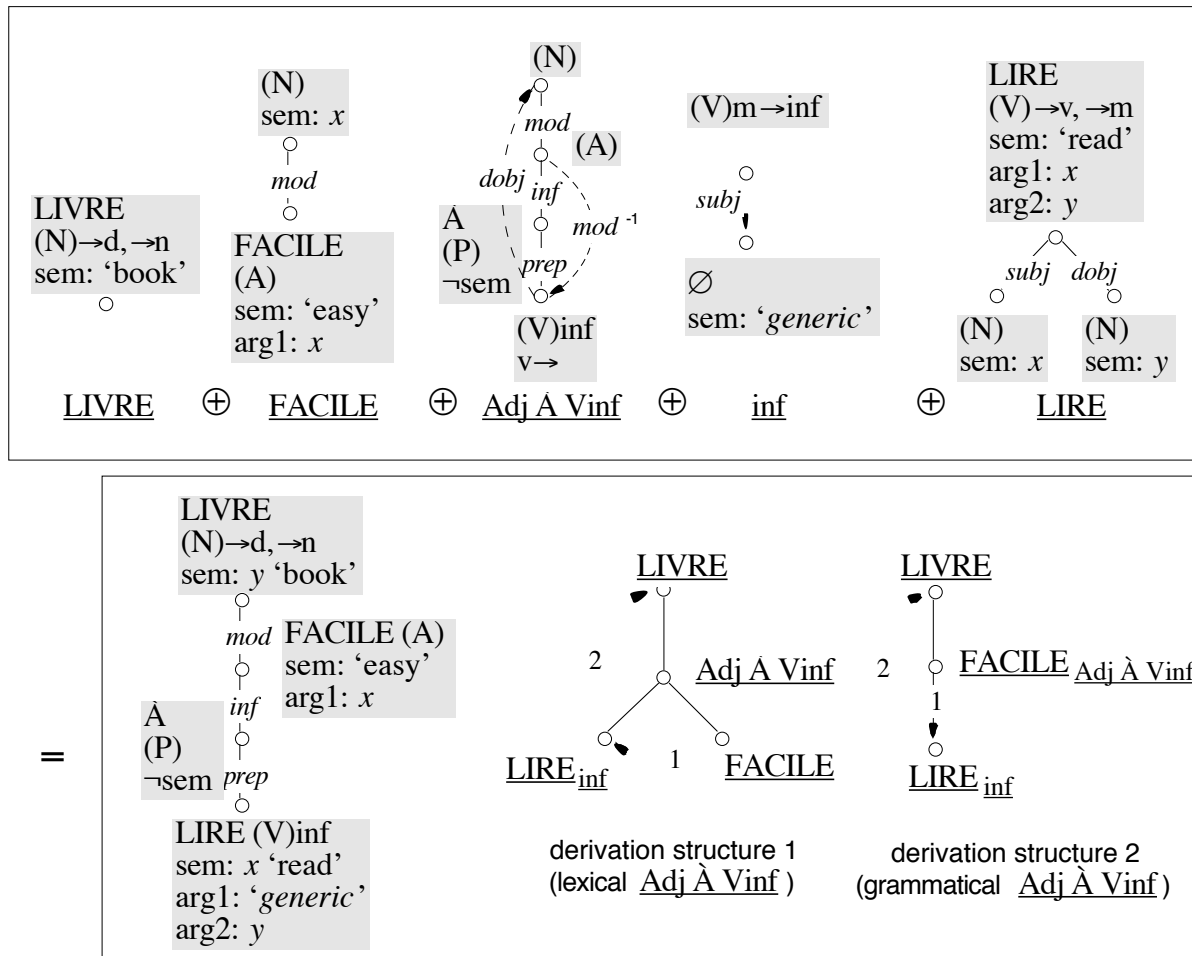 LIVRE
(N)→d, →n
sem: ‘book’
LIVRE
⊕
(N)
sem: x
mod
FACILE
(A)
sem: ‘easy’
arg1: x
FACILE
⊕
(N)
mod
(A)
dobj
inf
mod -1
À
(P)
¬sem
prep
(V)inf
v→
Adj À Vinf
⊕
(V)m→inf
subj
∅
sem: ‘generic’
inf
⊕
LIRE
(V)→v, →m
sem: ‘read’
arg1: x
arg2: y
subj
dobj
(N)
sem: x
(N)
sem: y
LIRE
=
LIVRE
(N)→d, →n
sem: y ‘book’
mod
FACILE (A)
sem: ‘easy’
arg1: x
inf
À
(P)
¬sem
prep
LIRE (V)inf
sem: x ‘read’
arg1: ‘generic’
arg2: y
LIVRE
2
Adj À Vinf
LIRE inf
1
FACILE
derivation structure 1
(lexical Adj À Vinf )
LIVRE
2
FACILE Adj À Vinf
1
LIRE inf
derivation structure 2
(grammatical Adj À Vinf )